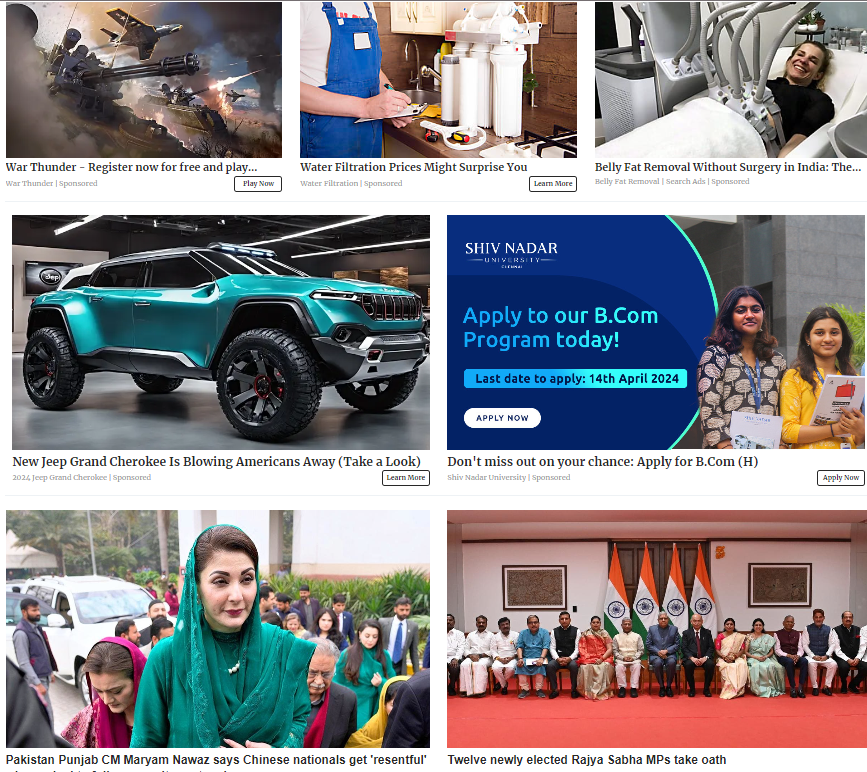 War Thunder - Register now for free and play...
War Thunder | Sponsored
Play Now
Water Filtration Prices Might Surprise You
Water Filtration | Sponsored
Learn More
Belly Fat Removal Without Surgery in India: The...
Belly Fat Removal | Search Ads | Sponsored
Jeep
New Jeep Grand Cherokee Is Blowing Americans Away (Take a Look)
2024 Jeep Grand Cherokee | Sponsored
Learn More
SHIV NADAR
UNIVERSITY
CHENNAI
Apply to our B.Com
Program today!
Last date to apply: 14th April 2024
APPLY NOW
Don't miss out on your chance: Apply for B.Com (H)
Shiv Nadar University | Sponsored
Apply Now
Pakistan Punjab CM Maryam Nawaz says Chinese nationals get 'resentful'
Twelve newly elected Rajya Sabha MPs take oath